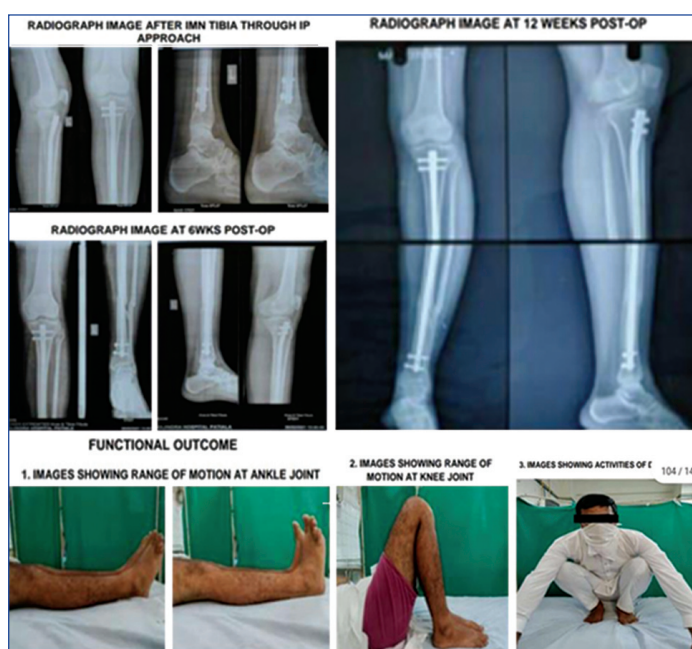 RADIOGRAPH IMAGE AFTER IMN TIBIA THROUGH IP
APPROACH
RADIOGRAPH IMAGE AT 12 WEEKS POST-OP
RADIOGRAPH IMAGE AT 6WKS POST-OP
FUNCTIONAL OUTCOME
1. IMAGES SHOWING RANGE OF MOTION AT ANKLE JOINT
2. IMAGES SHOWING RANGE OF
MOTION AT KNEE JOINT
3. IMAGES SHOWING ACTIVITIES OF D
104 / 14